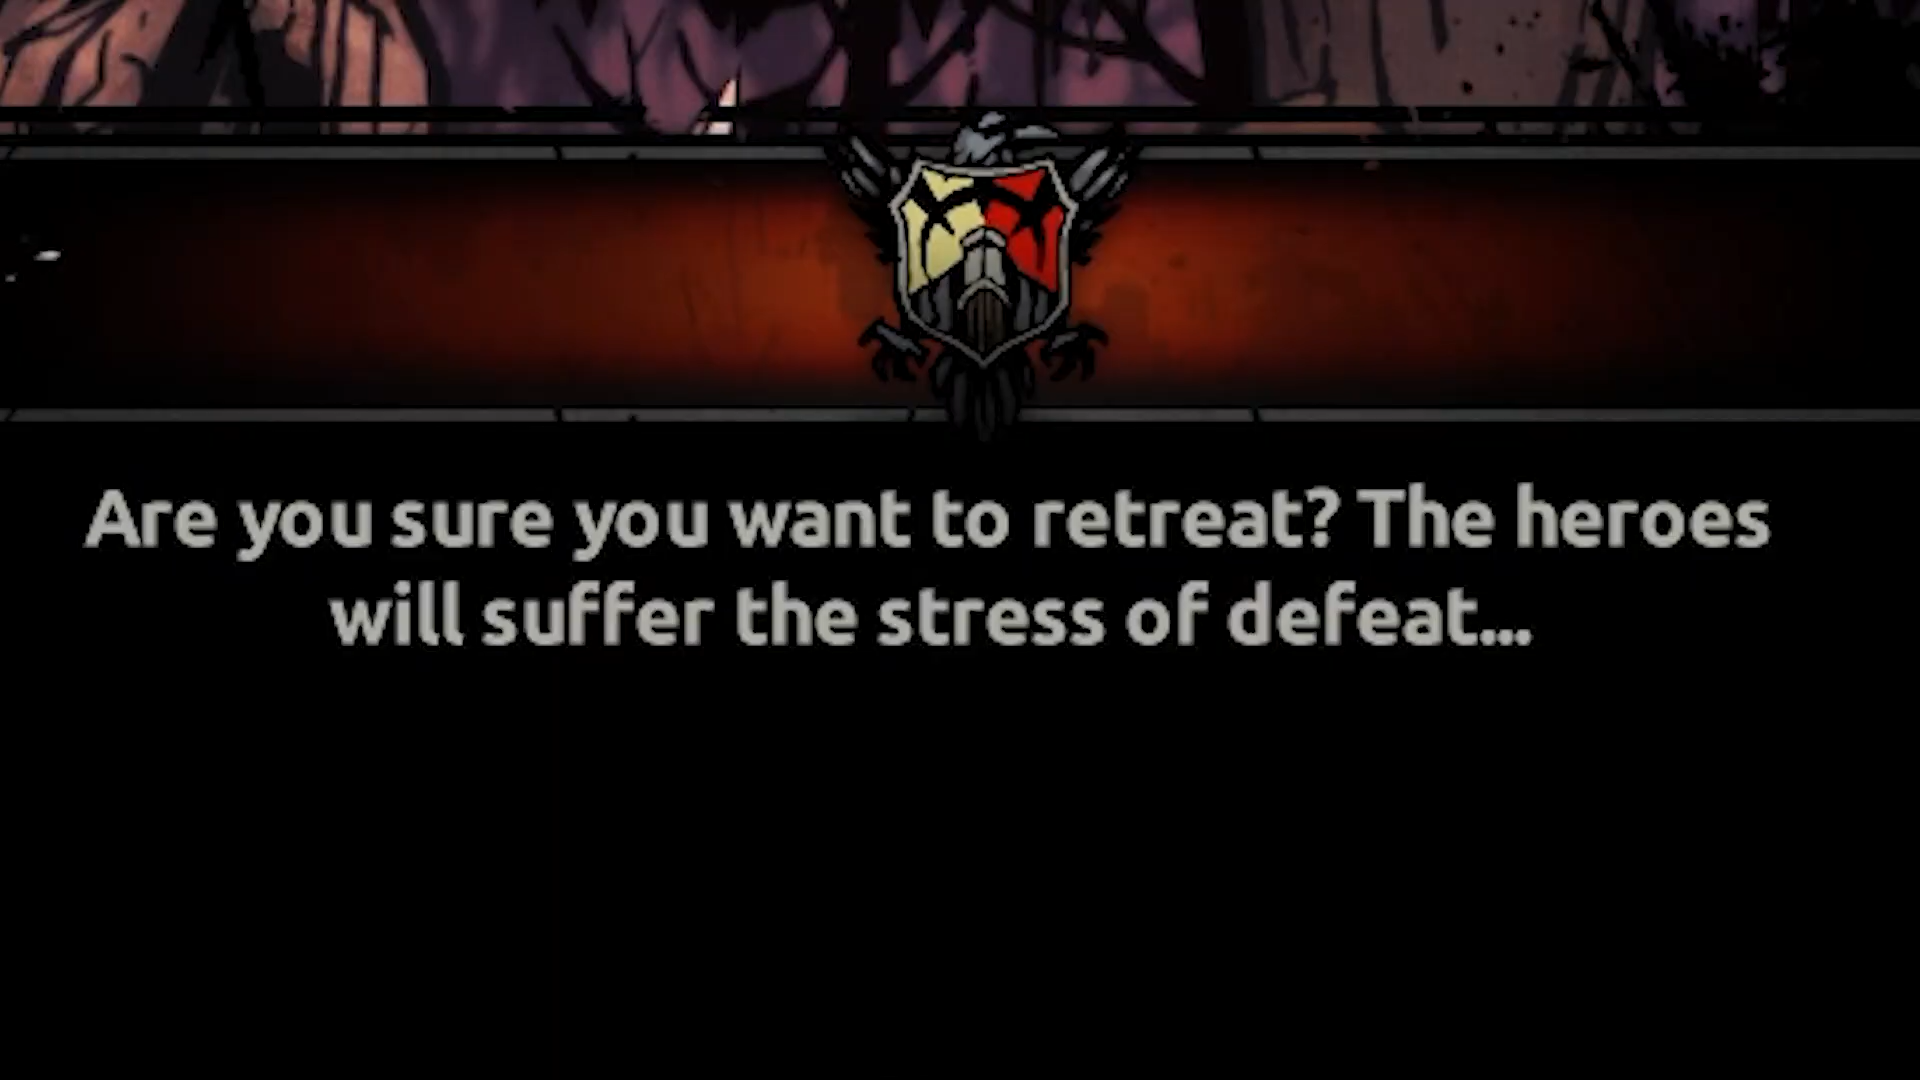 Are you sure you want to retreat? The heroes
will suffer the stress of defeat...